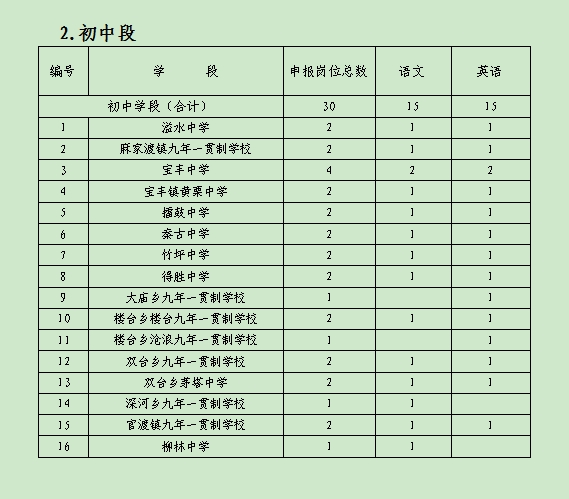 2.初中段
编号 学 段 申报岗位总数 语文 英语
初中学段（合计） 30 15 15
1 溢水中学 2 1 1
2 麻家渡镇九年一贯制学校 2 1 1
3 宝丰中学 4 2 2
4 宝丰镇黄栗中学 2 1 1
5 擂鼓中学 2 1 1
6 秦古中学 2 1 1
7 竹坪中学 2 1 1
8 得胜中学 2 1 1
9 大庙乡九年一贯制学校 1 1
10 楼台乡楼台九年一贯制学校 2 1 1
11 楼台乡沧浪九年一贯制学校 1 1
12 双台乡九年一贯制学校 2 1 1
13 双台乡茅塔中学 2 1 1
14 深河乡九年一贯制学校 1 1
15 官渡镇九年一贯制学校 2 1 1
16 柳林中学 1 1